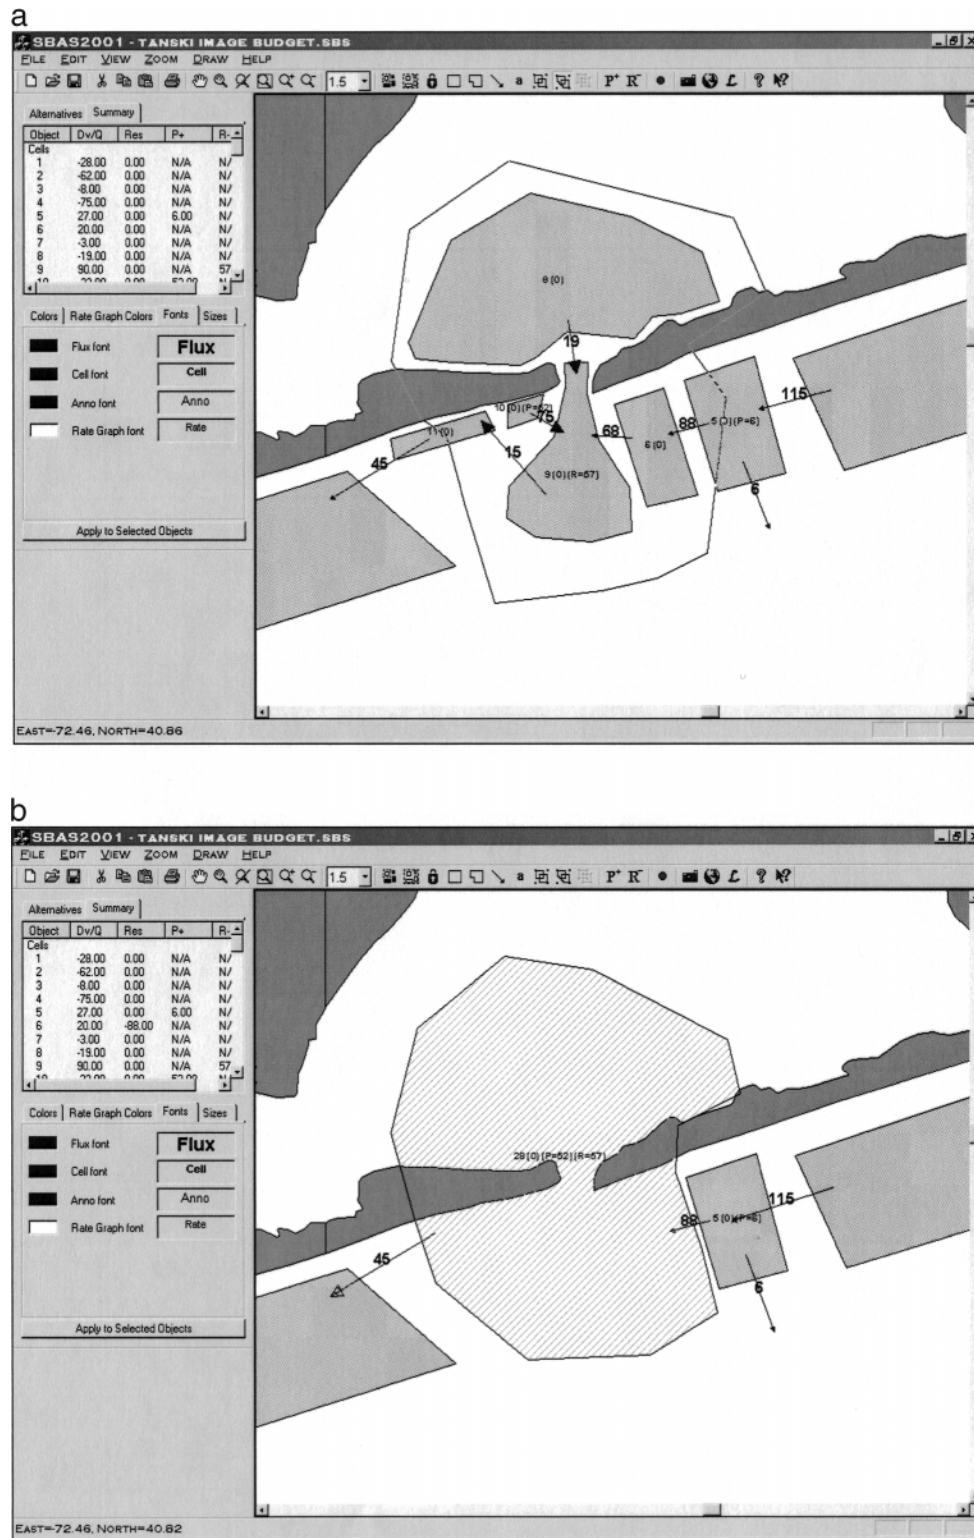 a
SBAS2001 - TANSKI IMAGE BUDGET.SBS
FILE EDIT VIEW ZOOM DRAW HELP
1.5 a P+ R- L ? ?
Alternatives Summary
Object Dv/Q Res P+ R-
Cells
1 -28.00 0.00 N/A N/
2 -62.00 0.00 N/A N/
3 -8.00 0.00 N/A N/
4 -75.00 0.00 N/A N/
5 27.00 0.00 6.00 N/
6 20.00 0.00 N/A N/
7 -3.00 0.00 N/A N/
8 -19.00 0.00 N/A N/
9 90.00 0.00 N/A 57
Colors Rate Graph Colors Fonts Sizes
Flux font Flux
Cell font Cell
Anno font Anno
Rate Graph font Rate
Apply to Selected Objects
8 [0]
19
115
10 [0] (P=52)
75
88
5 [0] (P=6)
11 [0]
68
6 [0]
15
45
9 [0] (R=57)
6
EAST=-72.46, NORTH=40.86
b
SBAS2001 - TANSKI IMAGE BUDGET.SBS
FILE EDIT VIEW ZOOM DRAW HELP
1.5 a P+ R- L ? ?
Alternatives Summary
Object Dv/Q Res P+ R-
Cells
1 -28.00 0.00 N/A N/
2 -62.00 0.00 N/A N/
3 -8.00 0.00 N/A N/
4 -75.00 0.00 N/A N/
5 27.00 0.00 6.00 N/
6 20.00 -88.00 N/A N/
7 -3.00 0.00 N/A N/
8 -19.00 0.00 N/A N/
9 90.00 0.00 N/A 57
Colors Rate Graph Colors Fonts Sizes
Flux font Flux
Cell font Cell
Anno font Anno
Rate Graph font Rate
Apply to Selected Objects
28 [0] (P=52) (R=57)
115
88
5 [0] (P=6)
45
6
EAST=-72.46, NORTH=40.82